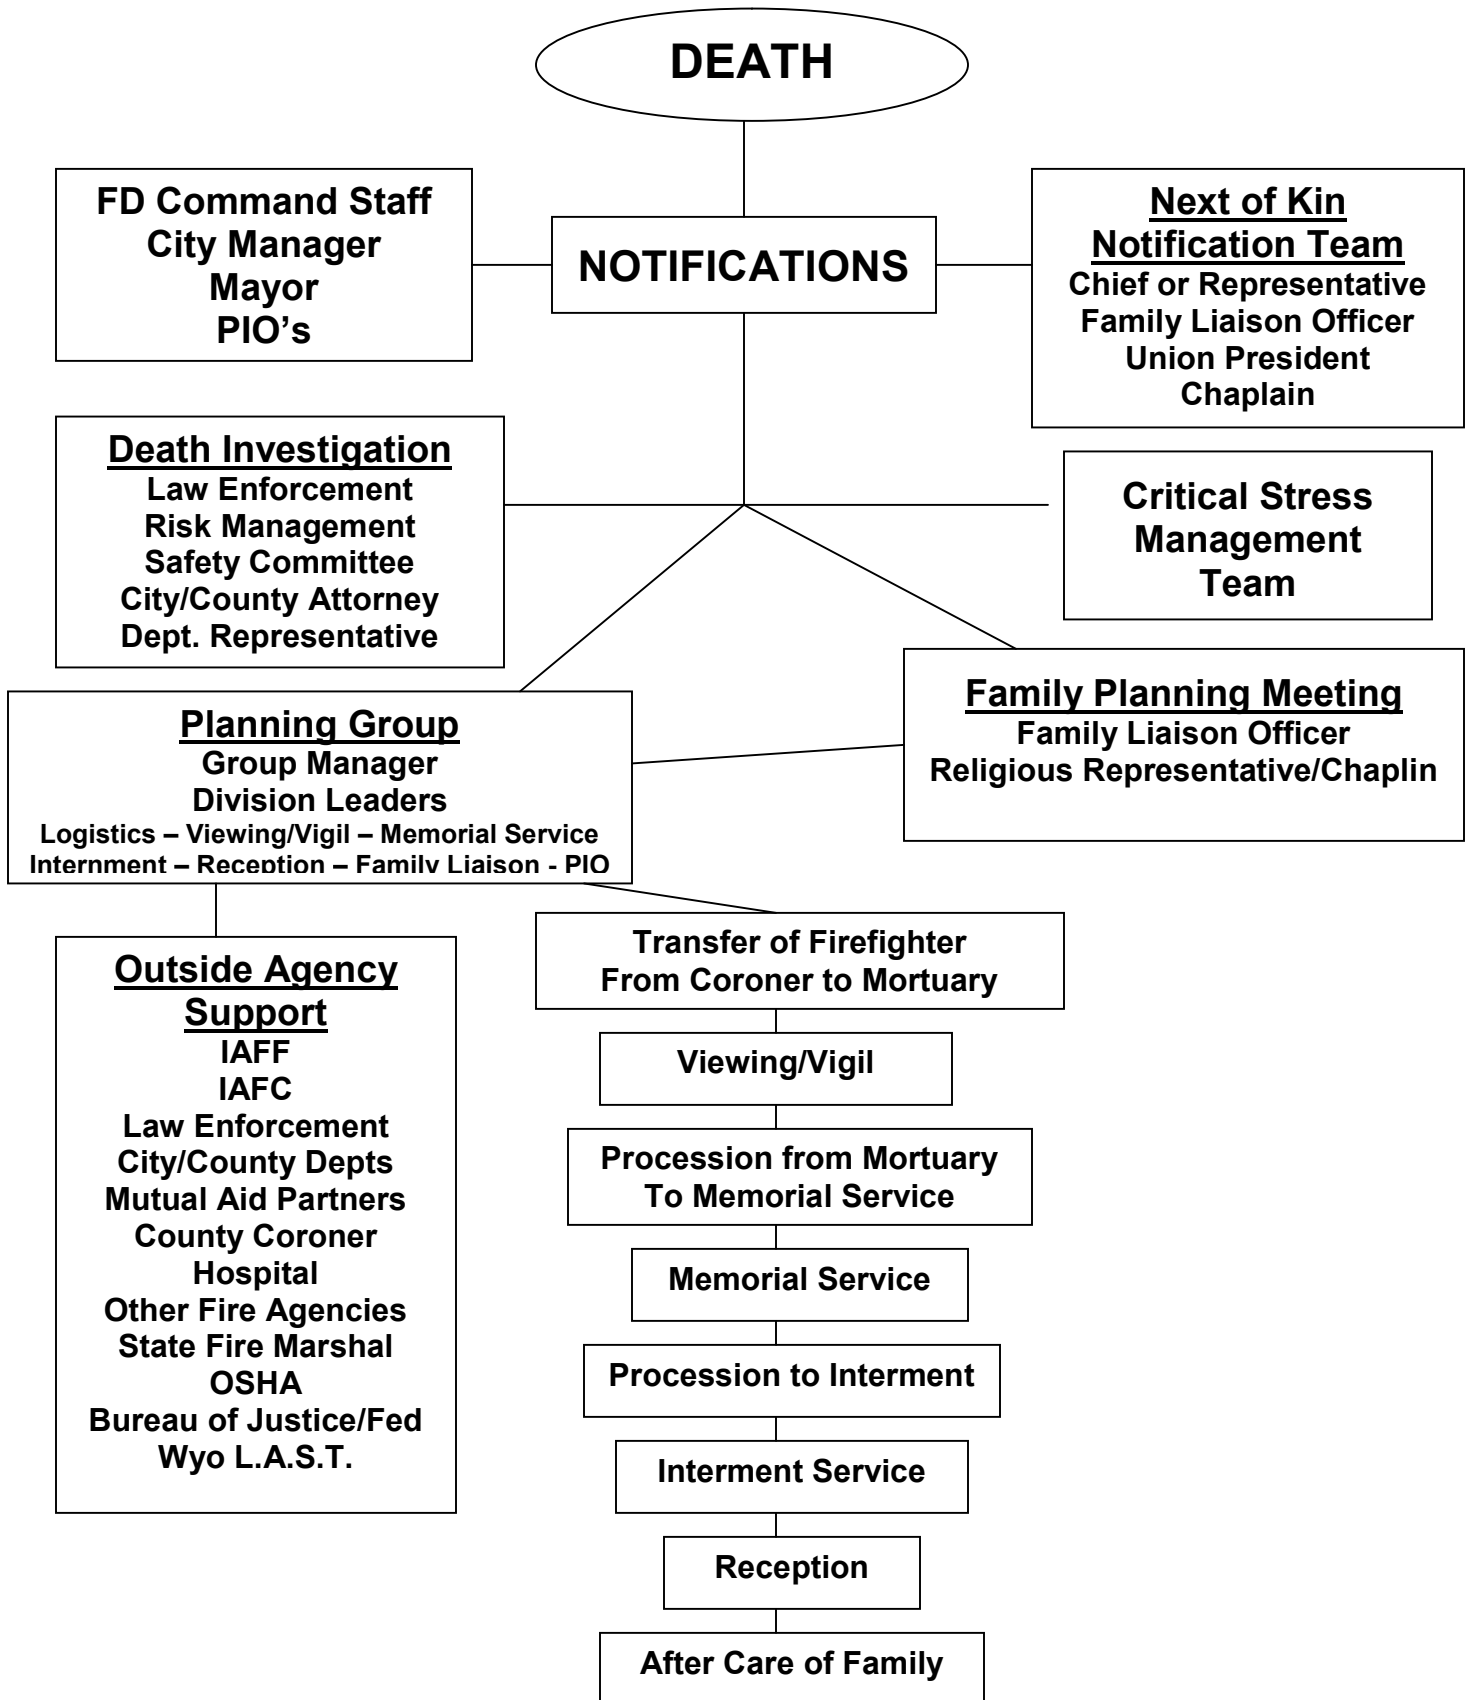 DEATH
FD Command Staff
City Manager
Mayor
PIO’s
NOTIFICATIONS
Next of Kin
Notification Team
Chief or Representative
Family Liaison Officer
Union President
Chaplain
Death Investigation
Law Enforcement
Risk Management
Safety Committee
City/County Attorney
Dept. Representative
Critical Stress
Management
Team
Family Planning Meeting
Family Liaison Officer
Religious Representative/Chaplin
Planning Group
Group Manager
Division Leaders
Logistics – Viewing/Vigil – Memorial Service
Internment – Reception – Family Liaison - PIO
Outside Agency
Support
IAFF
IAFC
Law Enforcement
City/County Depts
Mutual Aid Partners
County Coroner
Hospital
Other Fire Agencies
State Fire Marshal
OSHA
Bureau of Justice/Fed
Wyo L.A.S.T.
Transfer of Firefighter
From Coroner to Mortuary
Viewing/Vigil
Procession from Mortuary
To Memorial Service
Memorial Service
Procession to Interment
Interment Service
Reception
After Care of Family